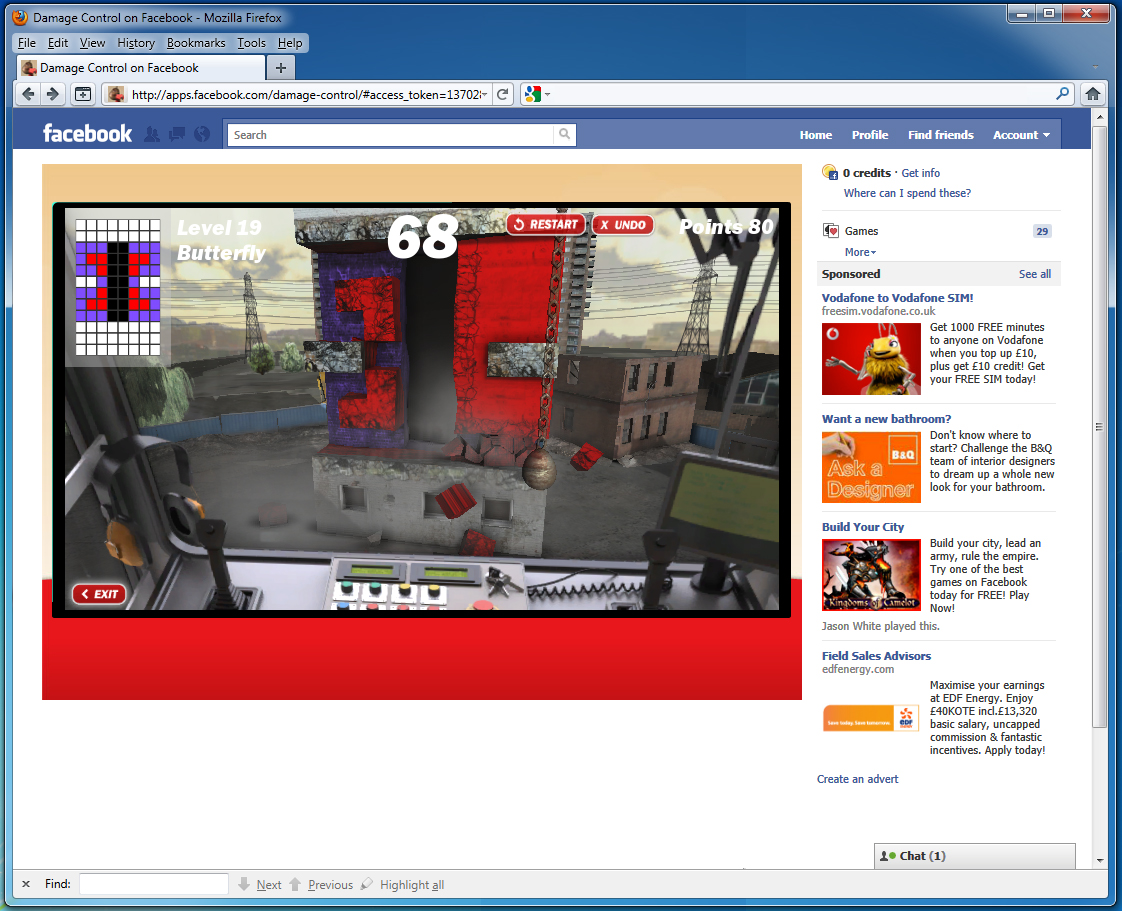 Damage Control on Facebook - Mozilla Firefox
File Edit View History Bookmarks Tools Help
Damage Control on Facebook
http://apps.facebook.com/damage-control/#access_token=13702
facebook
Search
Home Profile Find friends Account
Level 19
Butterfly
68
RESTART
X UNDO
Points 80
EXIT
0 credits · Get info
Where can I spend these?
Games
29
More
Sponsored
See all
Vodafone to Vodafone SIM!
freesim.vodafone.co.uk
Get 1000 FREE minutes
to anyone on Vodafone
when you top up £10,
plus get £10 credit! Get
your FREE SIM today!
Want a new bathroom?
B&Q
Ask a
Designer
Don't know where to
start? Challenge the B&Q
team of interior designers
to dream up a whole new
look for your bathroom.
Build Your City
Kingdoms of Camelot
Build your city, lead an
army, rule the empire.
Try one of the best
games on Facebook
today for FREE! Play
Now!
Jason White played this.
Field Sales Advisors
edfenergy.com
Save today. Save tomorrow.
EDF
ENERGY
Maximise your earnings
at EDF Energy. Enjoy
£40KOTE incl.£13,320
basic salary, uncapped
commission & fantastic
incentives. Apply today!
Create an advert
Chat (1)
x Find: Next Previous Highlight all